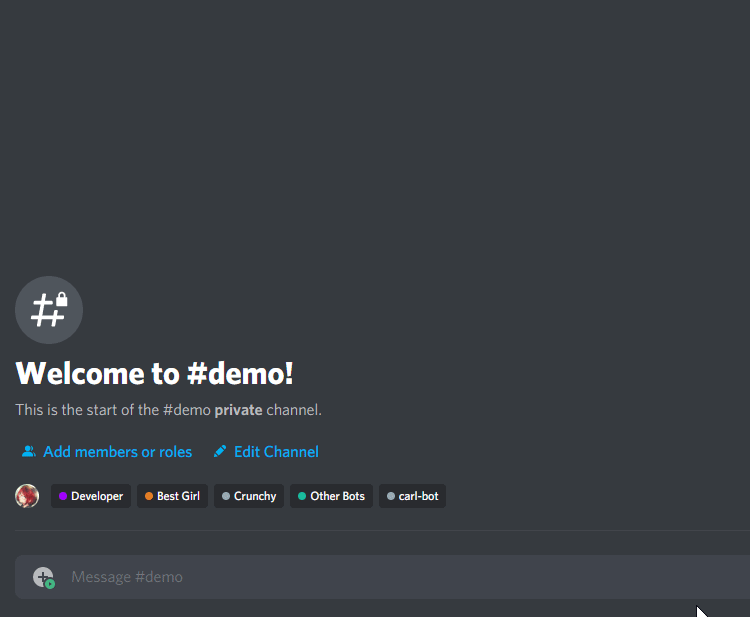 Welcome to #demo!
This is the start of the #demo private channel.
Add members or roles Edit Channel
Developer Best Girl Crunchy Other Bots carl-bot
Message #demo